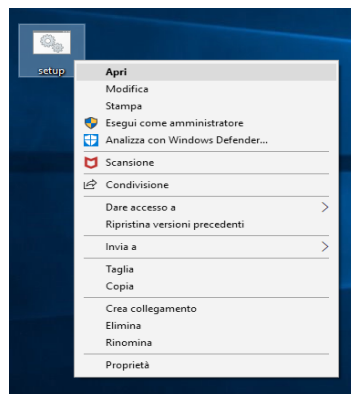 setup
Apri
Modifica
Stampa
Esegui come amministratore
Analizza con Windows Defender...
Scansione
Condivisione
Dare accesso a
Ripristina versioni precedenti
Invia a
Taglia
Copia
Crea collegamento
Elimina
Rinomina
Proprietà